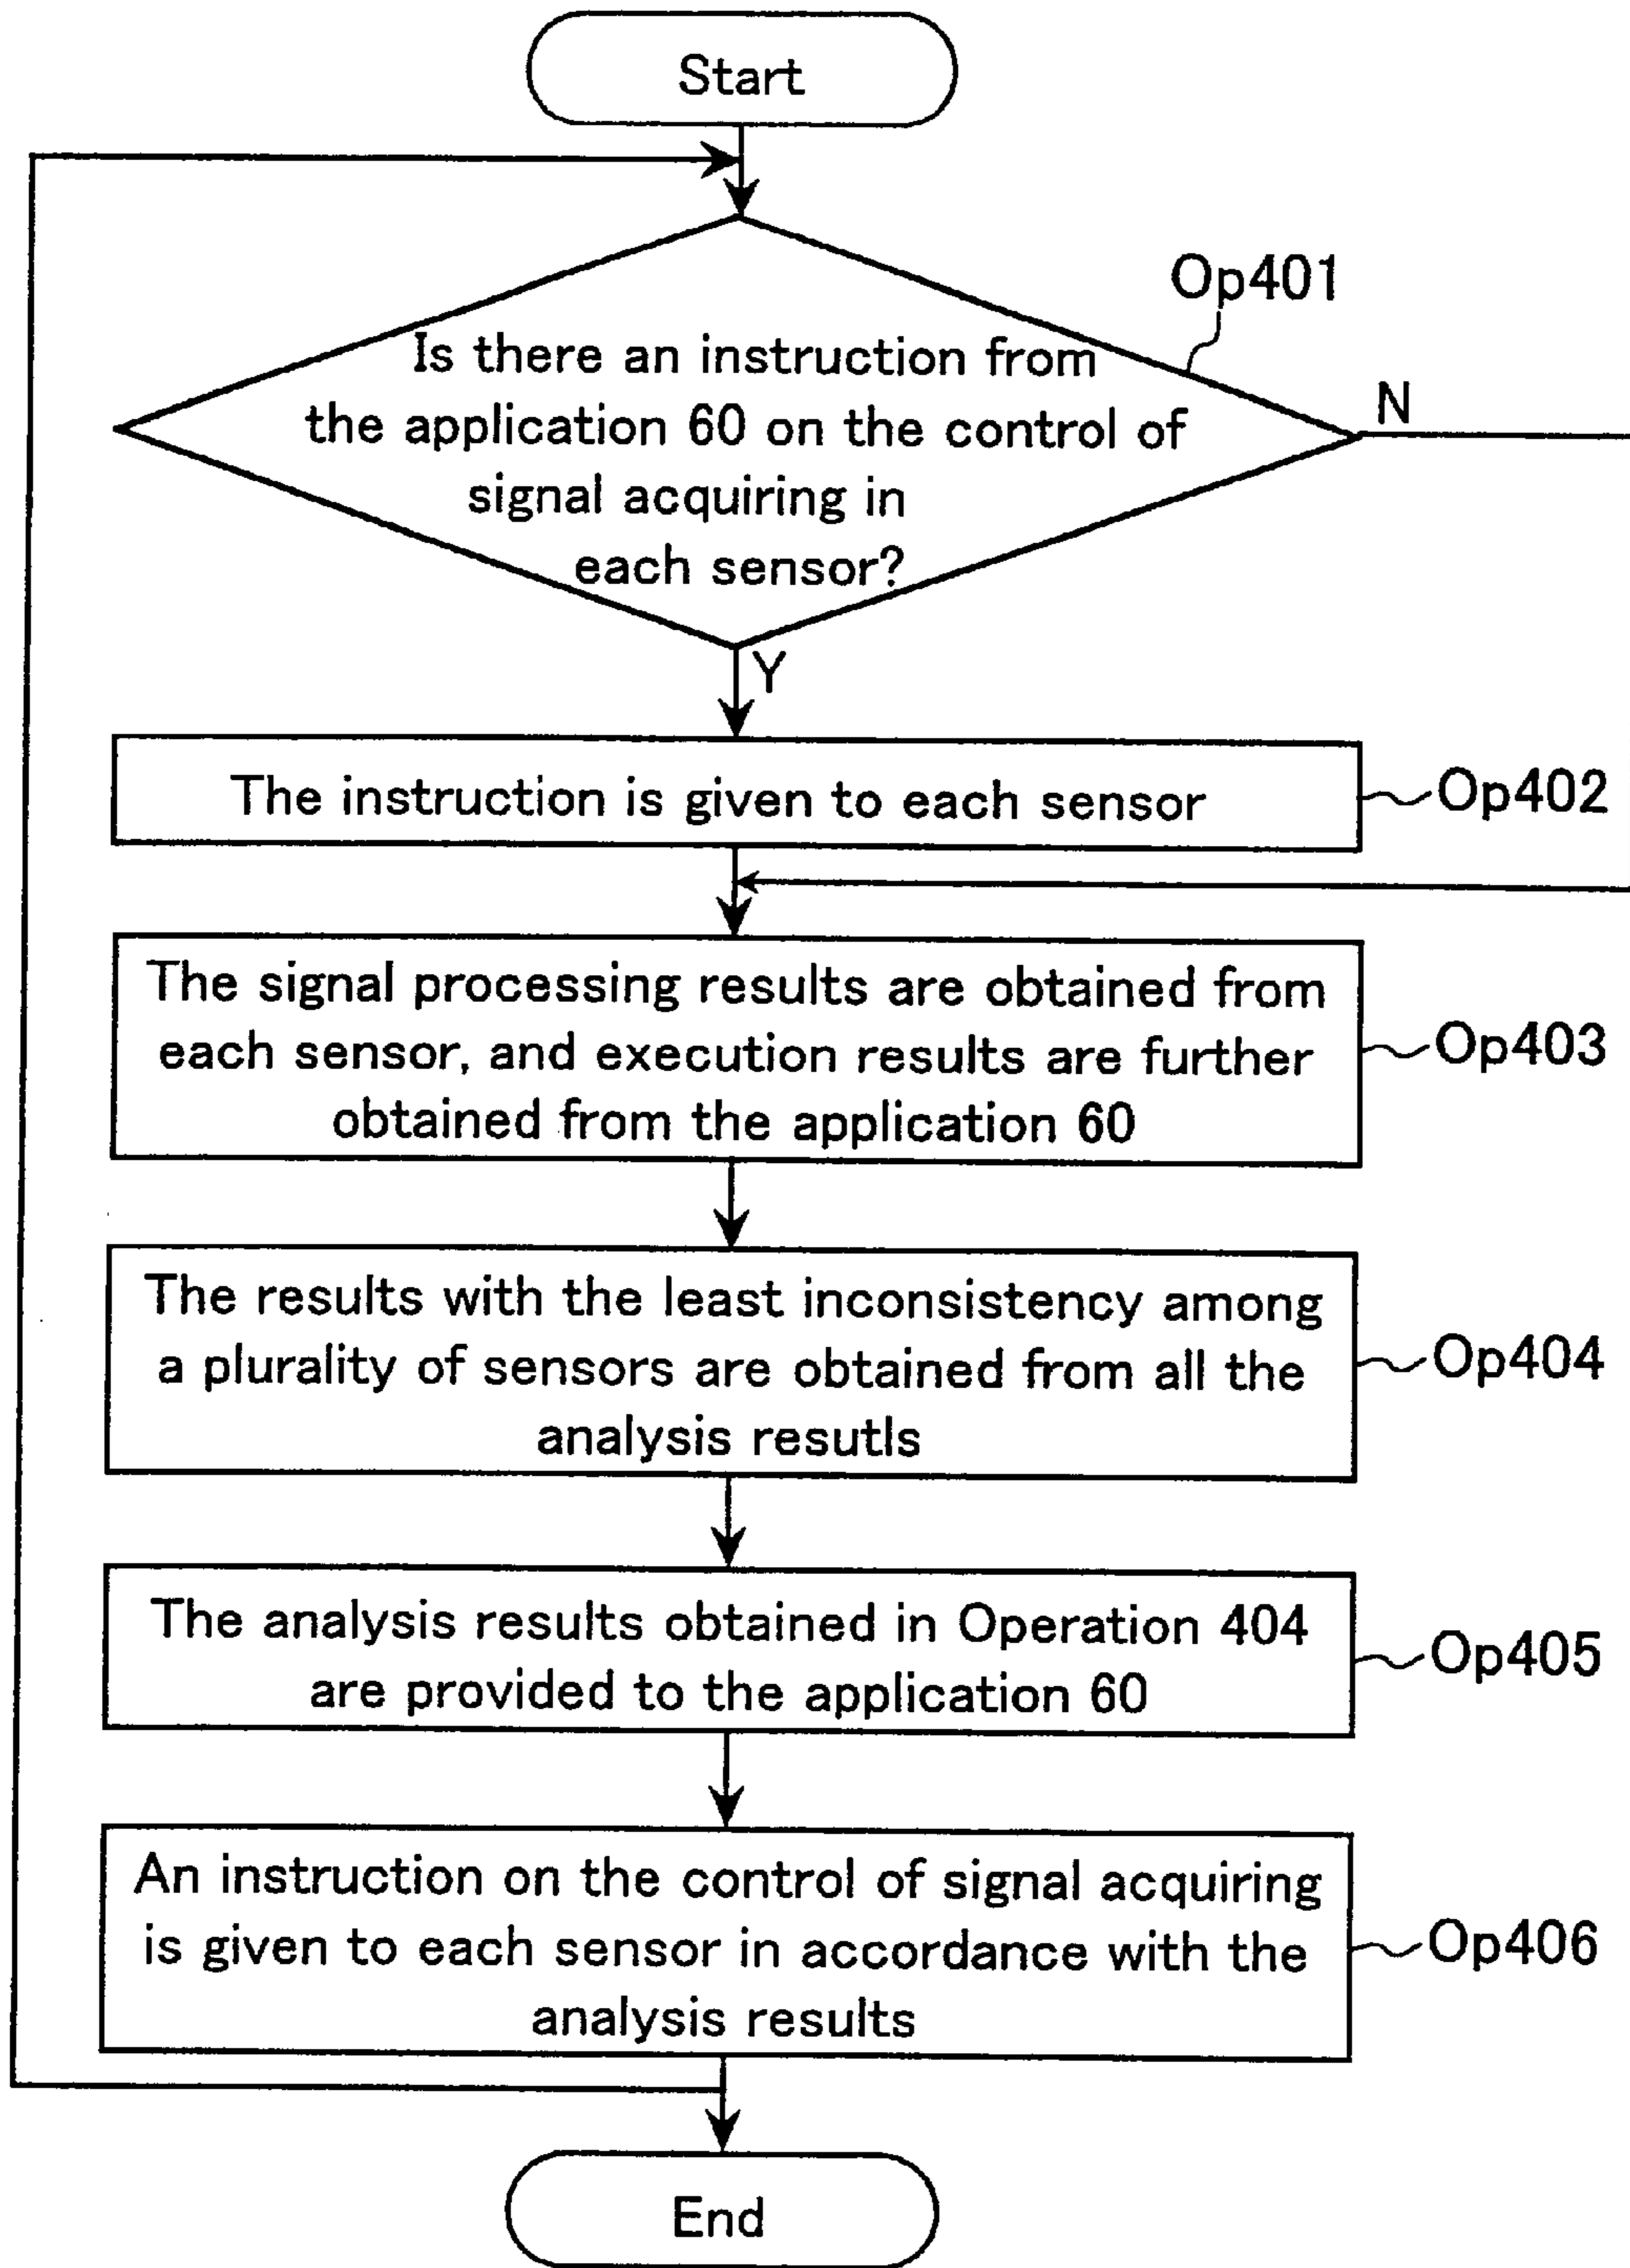 Start
Op401
Is there an instruction from
the application 60 on the control of
signal acquiring in
each sensor?
N
Y
The instruction is given to each sensor
Op402
The signal processing results are obtained from
each sensor, and execution results are further
obtained from the application 60
Op403
The results with the least inconsistency among
a plurality of sensors are obtained from all the
analysis resutls
Op404
The analysis results obtained in Operation 404
are provided to the application 60
Op405
An instruction on the control of signal acquiring
is given to each sensor in accordance with the
analysis results
Op406
End